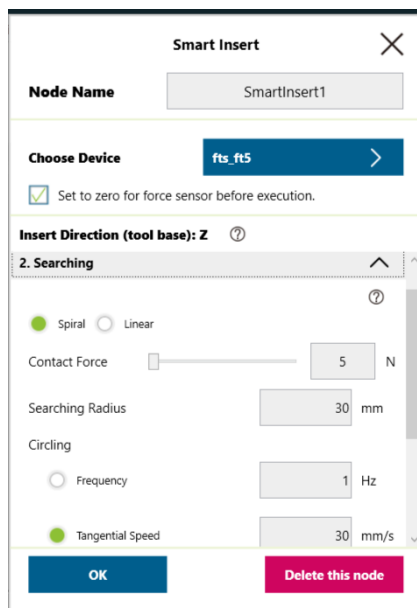 Smart Insert
Node Name SmartInsert1
Choose Device fts_ft5
Set to zero for force sensor before execution.
Insert Direction (tool base): Z ?
2. Searching
?
Spiral Linear
Contact Force 5 N
Searching Radius 30 mm
Circling
Frequency 1 Hz
Tangential Speed 30 mm/s
OK Delete this node